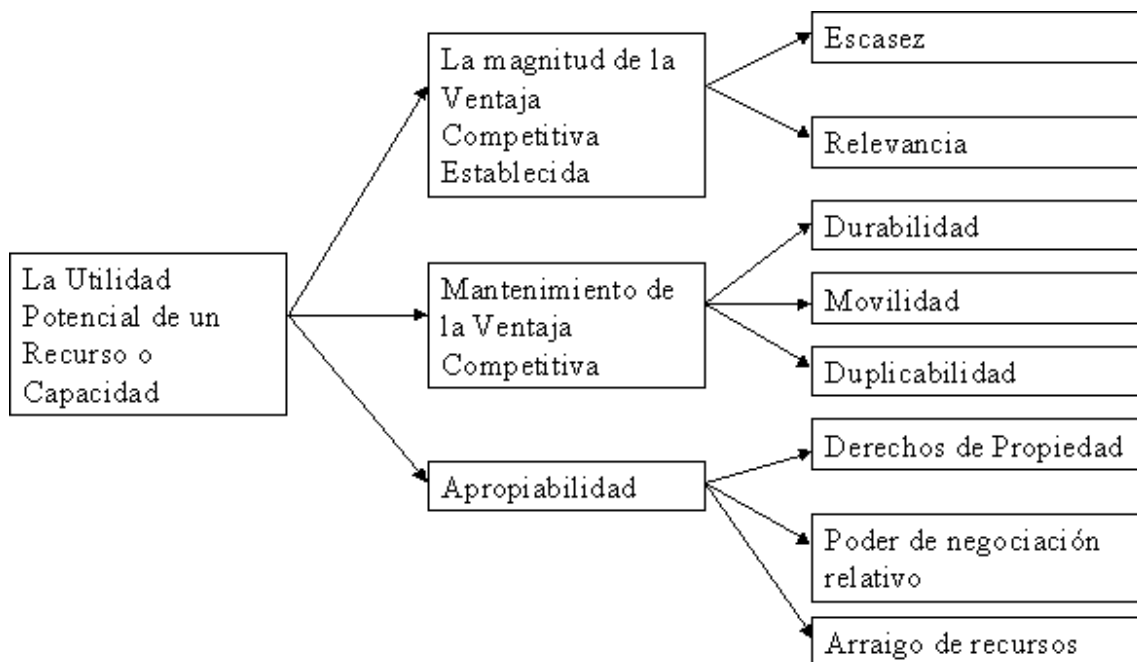 La Utilidad
Potencial de un
Recurso o
Capacidad
La magnitud de la
Ventaja
Competitiva
Establecida
Mantenimiento de
la Ventaja
Competitiva
Apropiabilidad
Escasez
Relevancia
Durabilidad
Movilidad
Duplicabilidad
Derechos de Propiedad
Poder de negociación
relativo
Arraigo de recursos